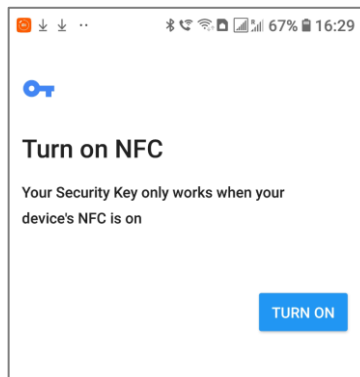 67% 16:29
Turn on NFC
Your Security Key only works when your
device's NFC is on
TURN ON